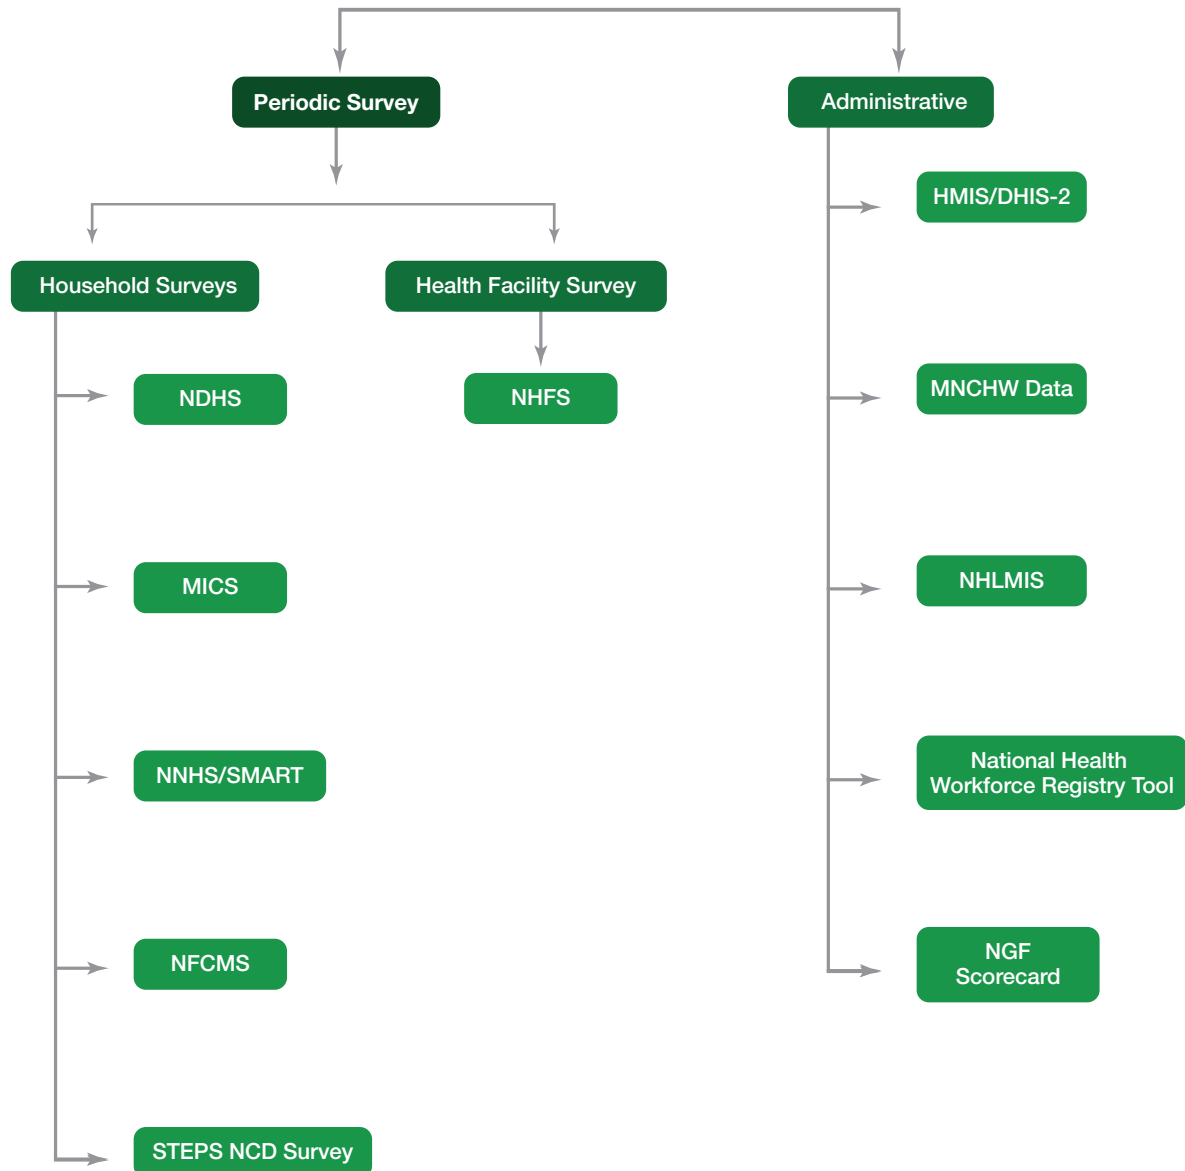 Periodic Survey
Administrative
HMIS/DHIS-2
Household Surveys
Health Facility Survey
NDHS
NHFS
MNCHW Data
MICS
NHLMIS
NNHS/SMART
National Health
Workforce Registry Tool
NFCMS
NGF
Scorecard
STEPS NCD Survey